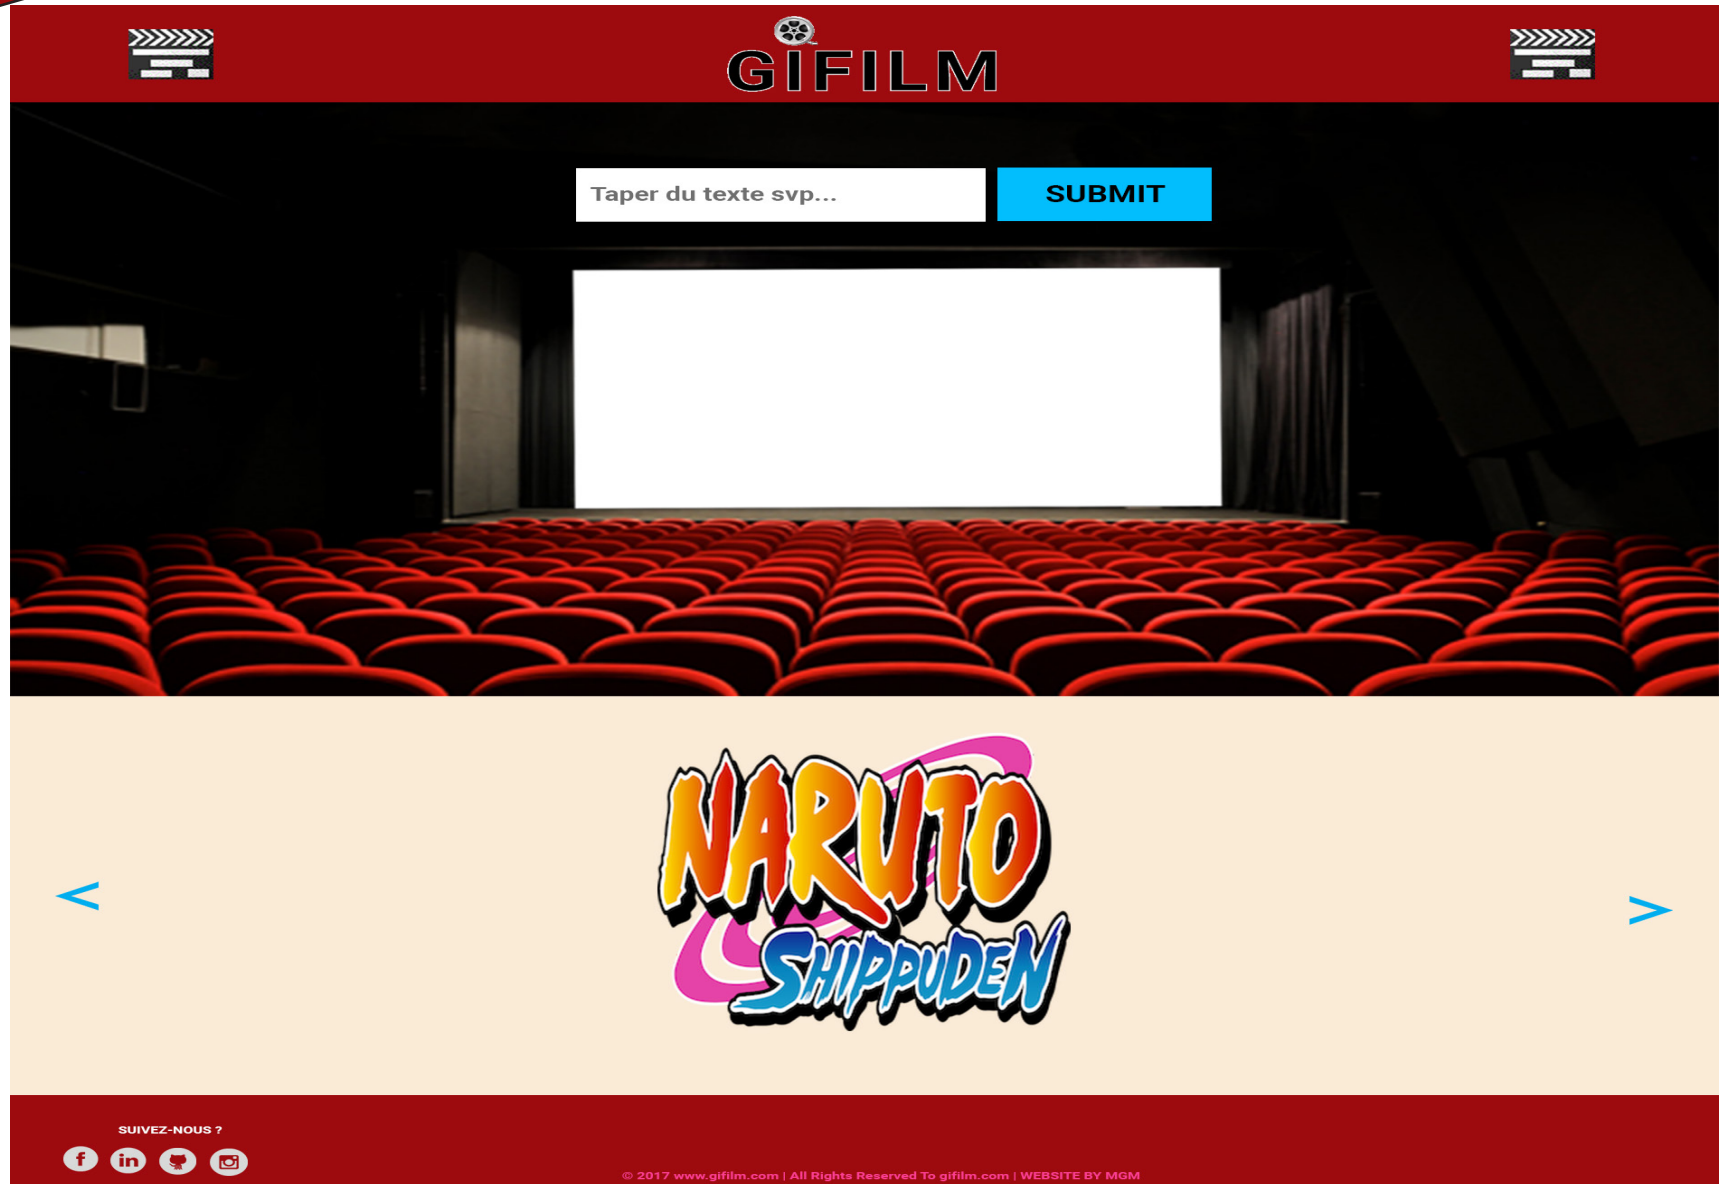 GIFILM
Taper du texte svp...
SUBMIT
NARUTO
SHIPPUDEN
<
>
SUIVEZ-NOUS ?
f in
© 2017 www.gifilm.com | All Rights Reserved To gifilm.com | WEBSITE BY MGM